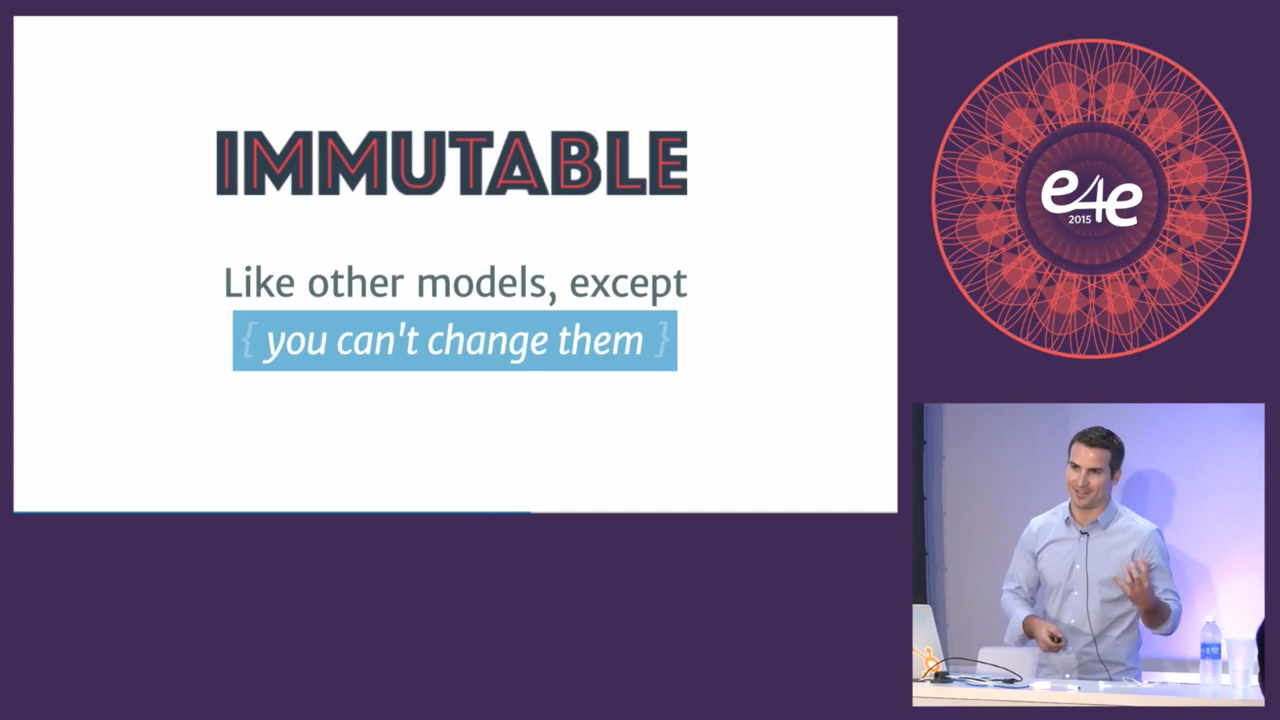 IMMUTABLE
Like other models, except
{ you can't change them }
e4e
2015